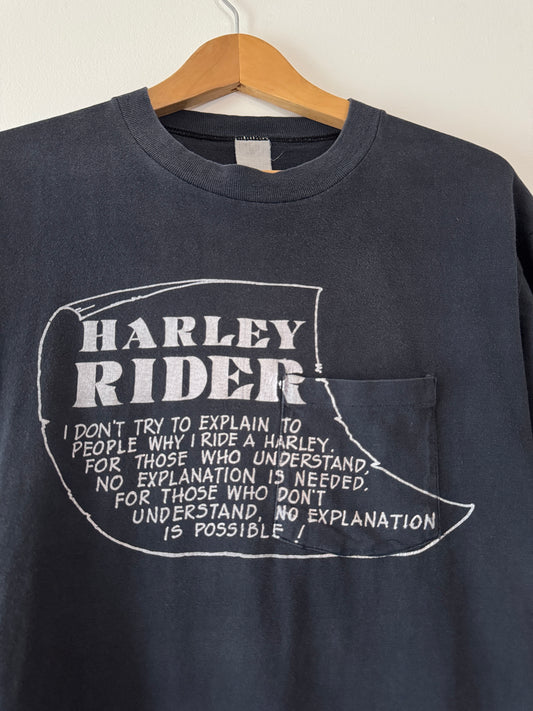 HARLEY
RIDER
I DON'T TRY TO EXPLAIN TO
PEOPLE WHY I RIDE A HARLEY.
FOR THOSE WHO UNDERSTAND,
NO EXPLANATION IS NEEDED.
FOR THOSE WHO DON'T
UNDERSTAND, NO EXPLANATION
IS POSSIBLE !